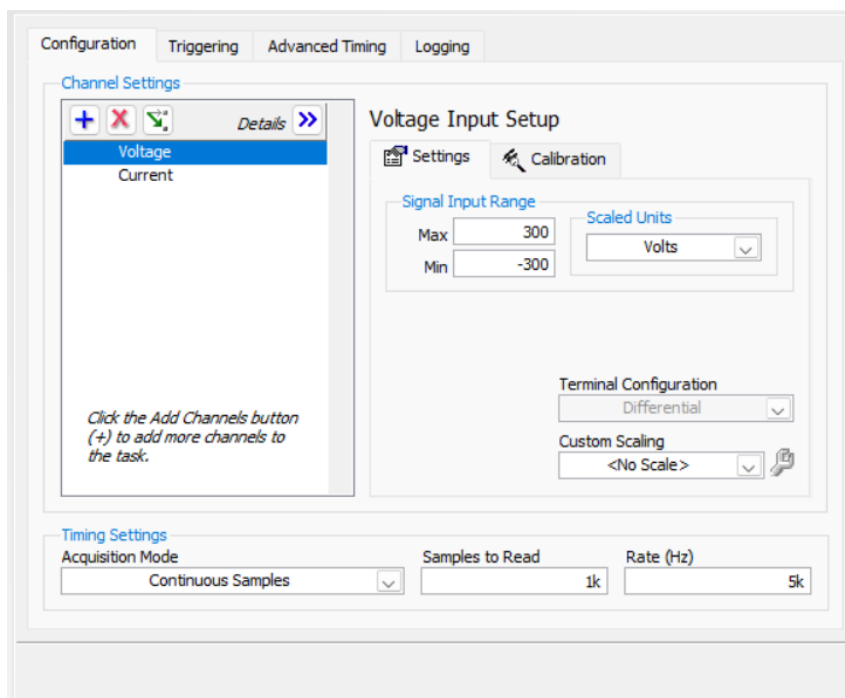 Configuration Triggering Advanced Timing Logging
Channel Settings
Details
Voltage
Current
Click the Add Channels button
(+) to add more channels to
the task.
Voltage Input Setup
Settings Calibration
Signal Input Range
Max 300
Min -300
Scaled Units
Volts
Terminal Configuration
Differential
Custom Scaling
<No Scale>
Timing Settings
Acquisition Mode Samples to Read Rate (Hz)
Continuous Samples 1k 5k